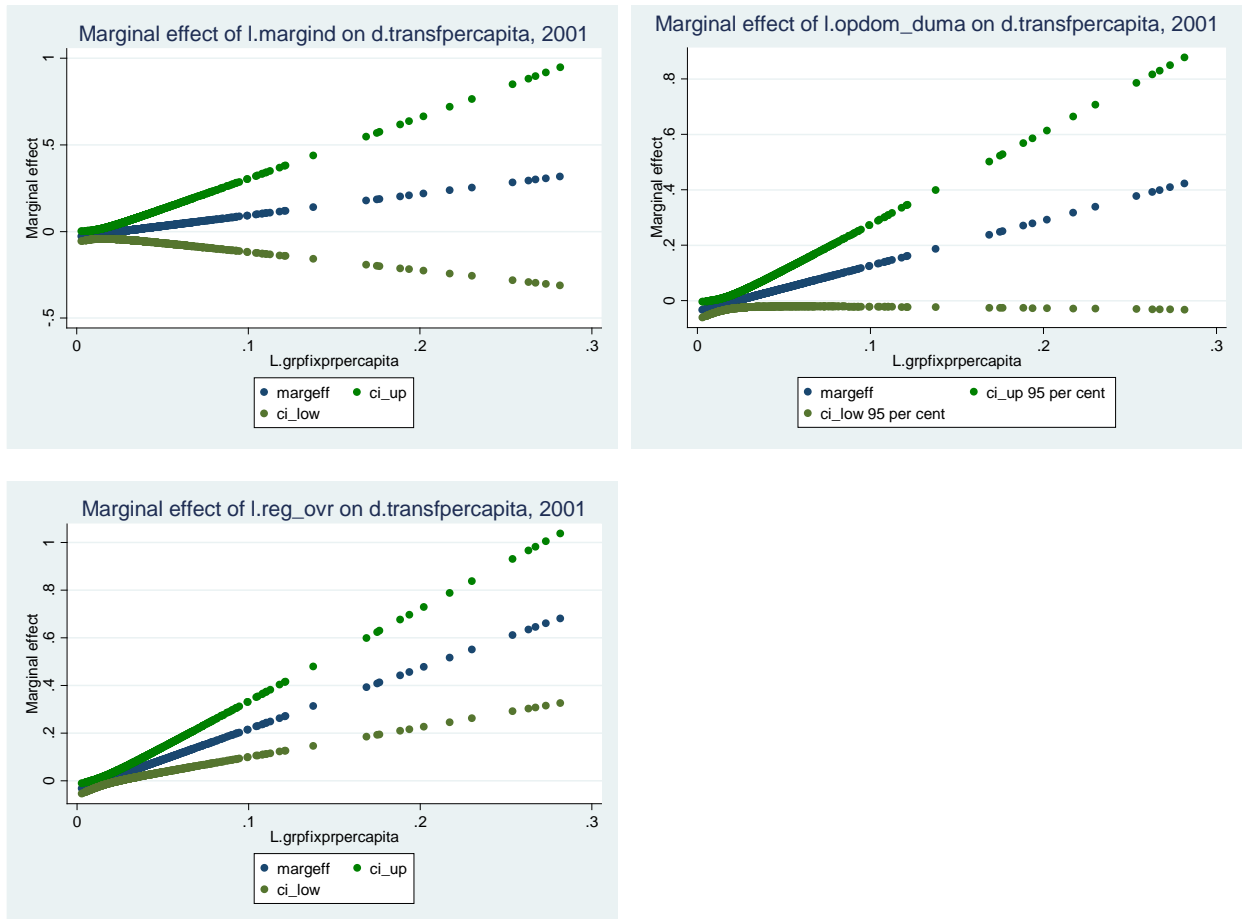 Marginal effect of l.margind on d.transfpercapita, 2001
Marginal effect
1
.5
0
-.5
0 .1 .2 .3
L.grpfixprpercapita
margeff ci_up
ci_low
Marginal effect of l.opdom_duma on d.transfpercapita, 2001
Marginal effect
.8
.6
.4
.2
0
0 .1 .2 .3
L.grpfixprpercapita
margeff ci_up 95 per cent
ci_low 95 per cent
Marginal effect of l.reg_ovr on d.transfpercapita, 2001
Marginal effect
1
.8
.6
.4
.2
0
0 .1 .2 .3
L.grpfixprpercapita
margeff ci_up
ci_low